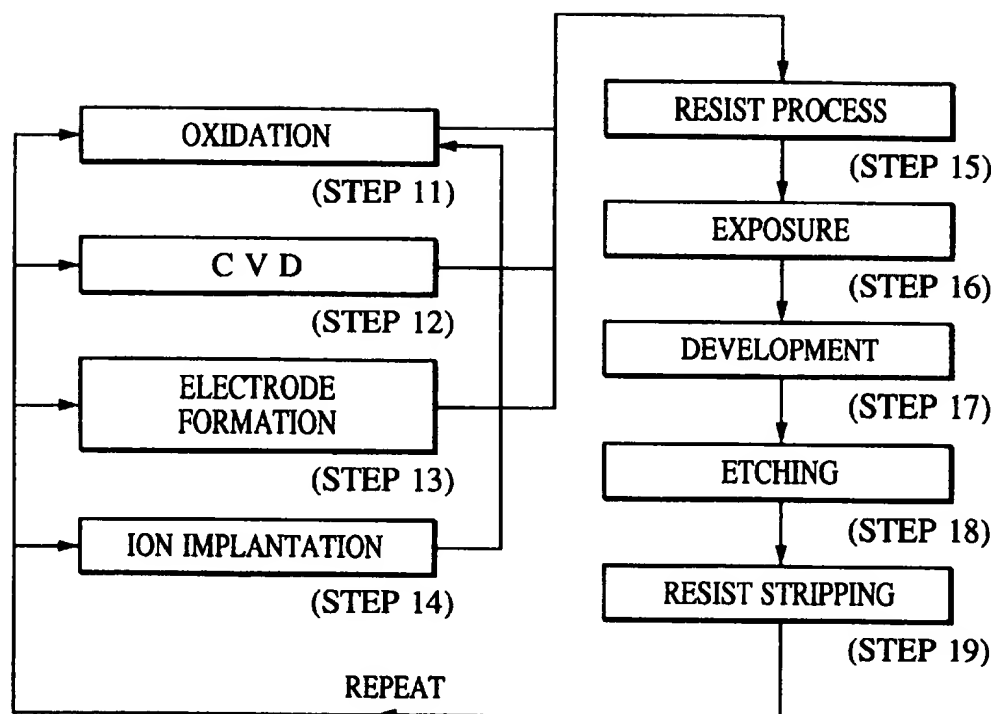 OXIDATION
(STEP 11)
C V D
(STEP 12)
ELECTRODE
FORMATION
(STEP 13)
ION IMPLANTATION
(STEP 14)
RESIST PROCESS
(STEP 15)
EXPOSURE
(STEP 16)
DEVELOPMENT
(STEP 17)
ETCHING
(STEP 18)
RESIST STRIPPING
(STEP 19)
REPEAT